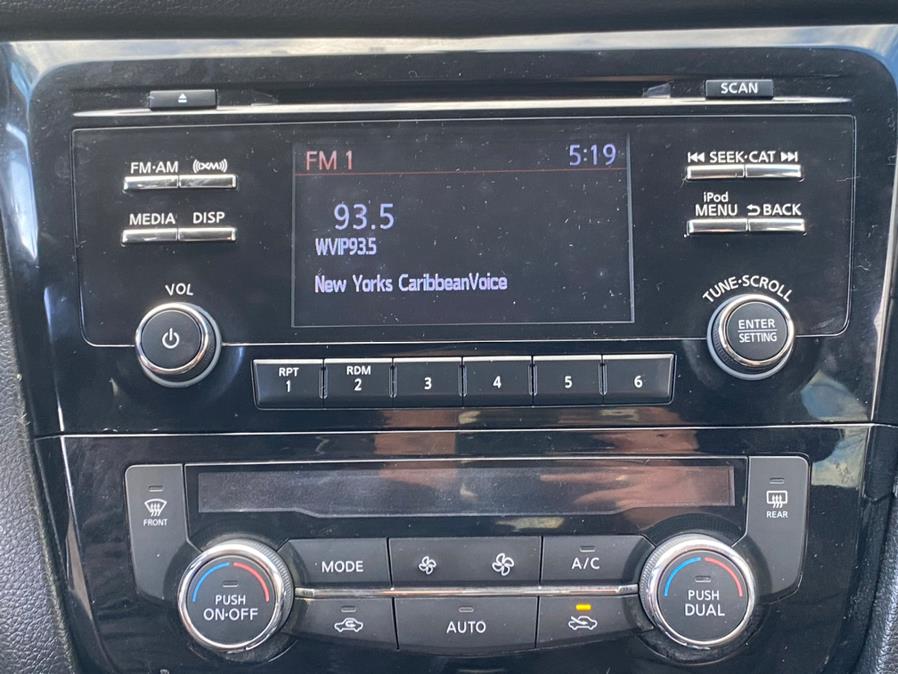 SCAN
FM·AM
((XM))
SEEK·CAT
MEDIA
DISP
iPod
MENU
BACK
FM 1
5:19
93.5
WVIP93.5
New Yorks CaribbeanVoice
VOL
TUNE·SCROLL
ENTER
SETTING
RPT
1
RDM
2
3
4
5
6
FRONT
REAR
MODE
A/C
PUSH
ON·OFF
AUTO
PUSH
DUAL